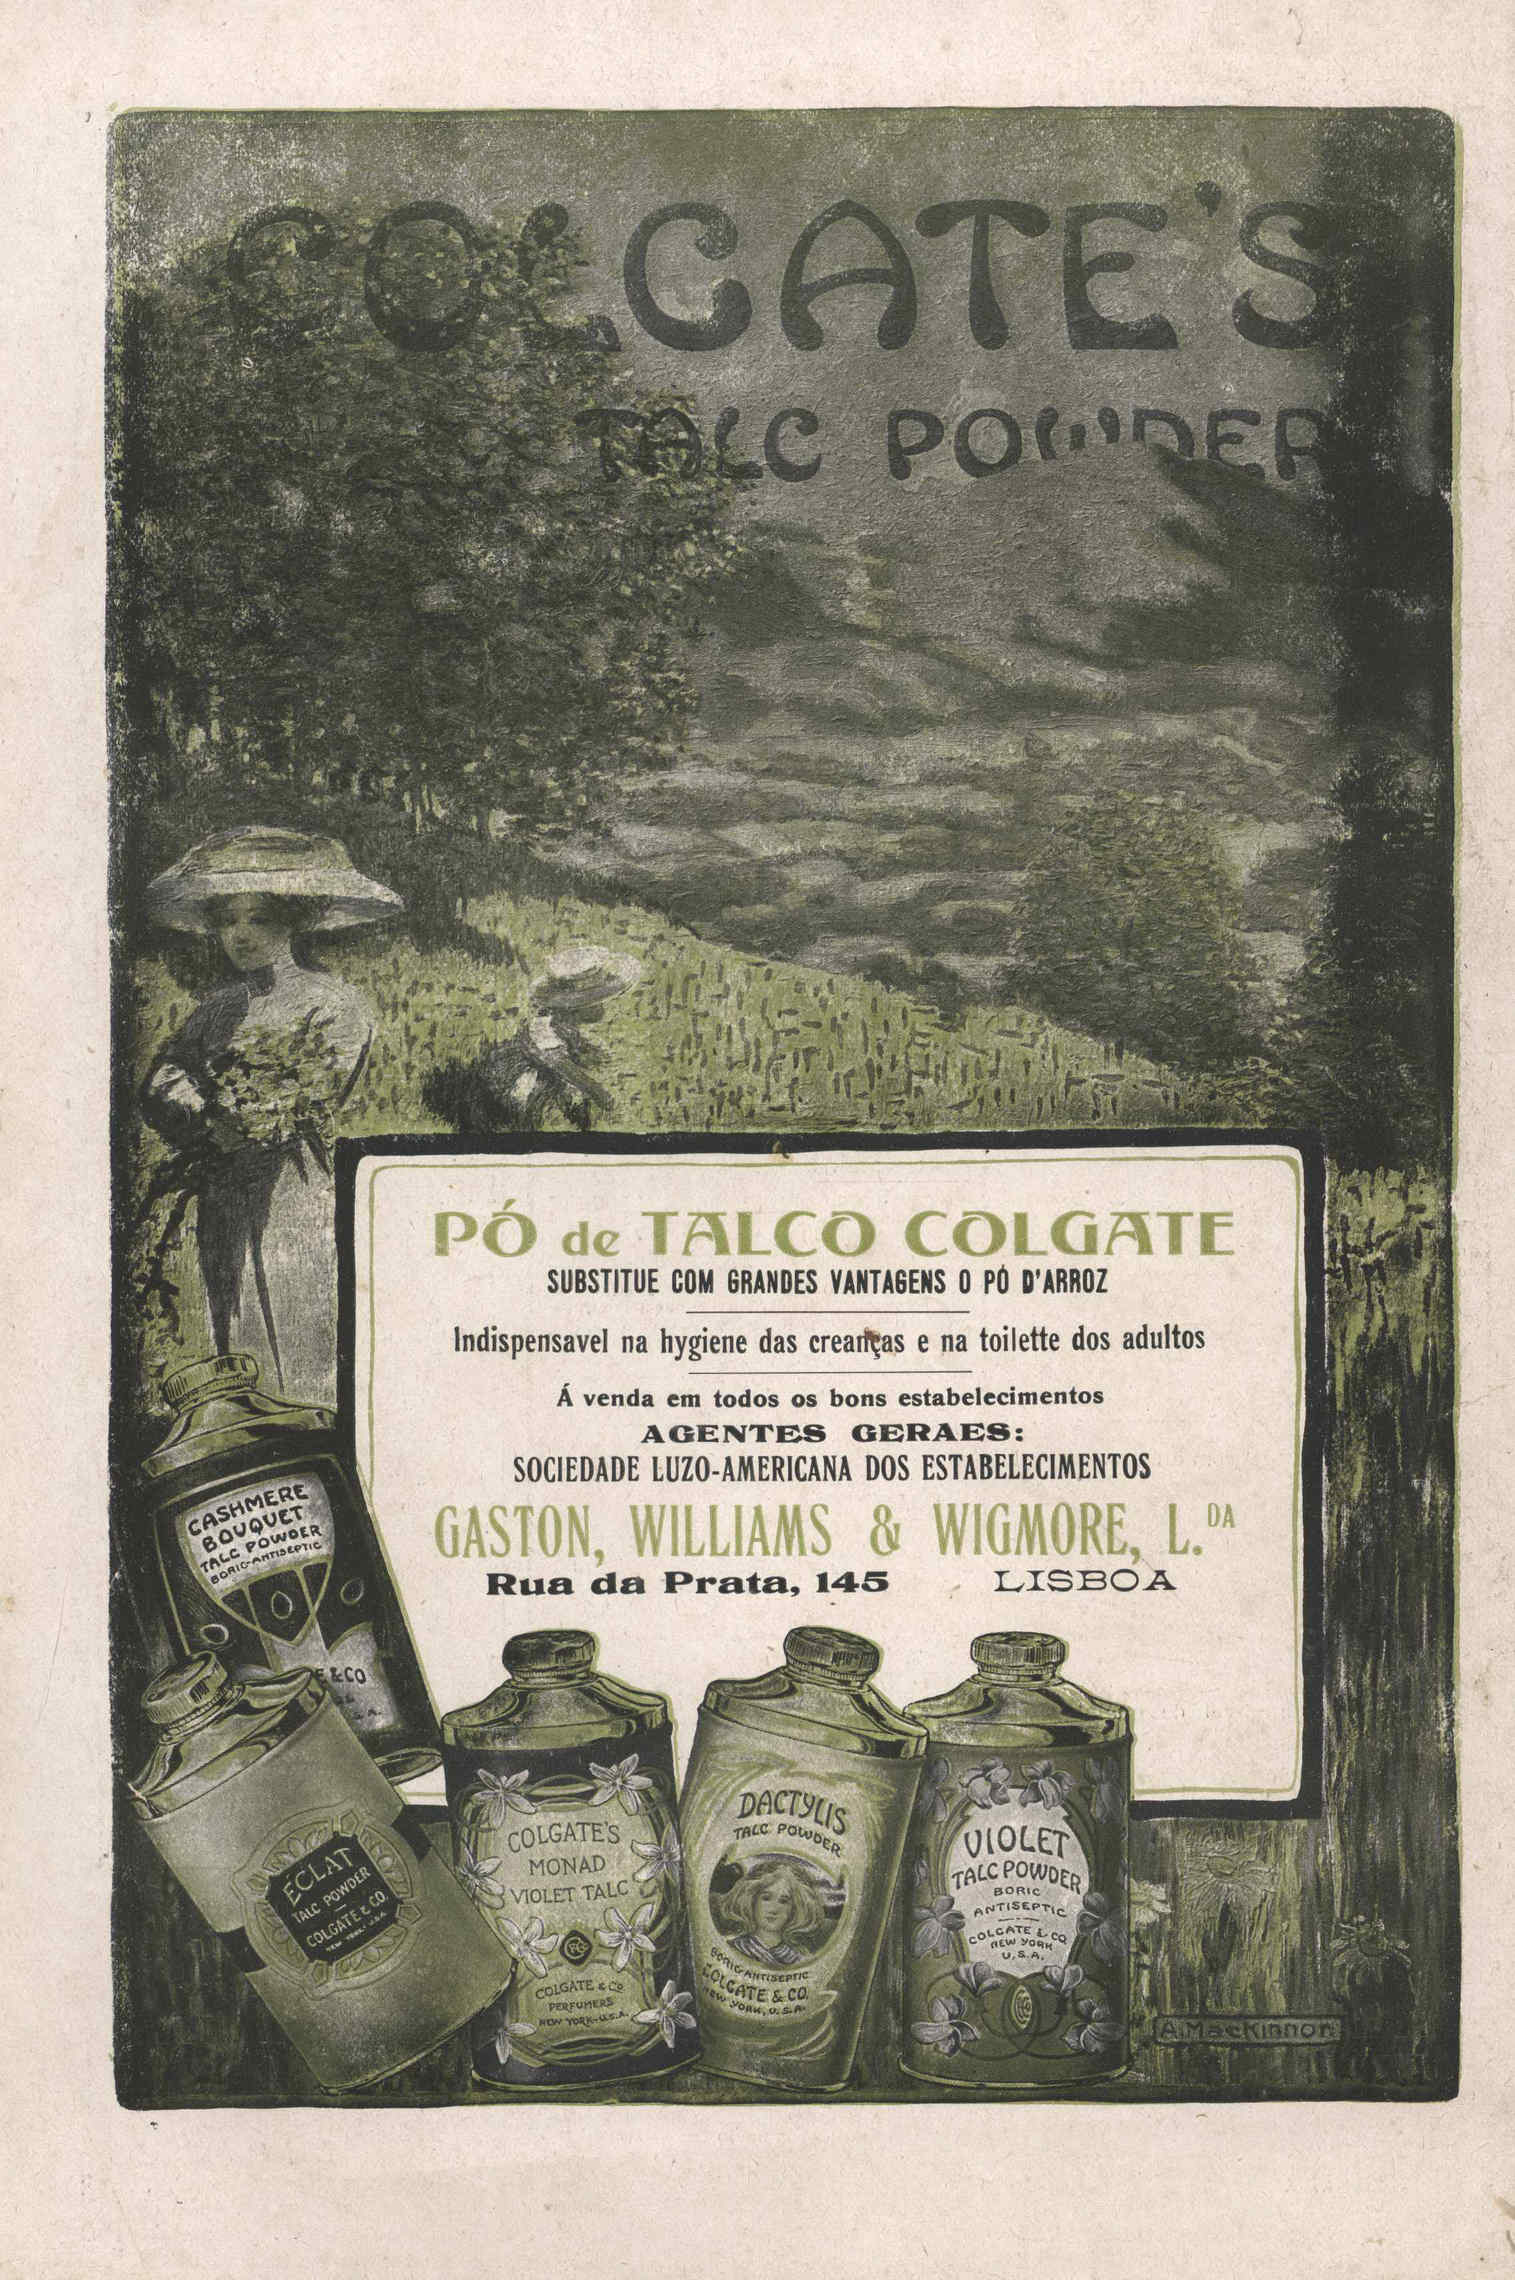 COLGATE'S
TALC POWDER
PÓ de TALCO COLGATE
SUBSTITUE COM GRANDES VANTAGENS O PÓ D'ARROZ
Indispensavel na hygiene das creanças e na toilette dos adultos
Á venda em todos os bons estabelecimentos
AGENTES GERAES:
SOCIEDADE LUZO-AMERICANA DOS ESTABELECIMENTOS
GASTON, WILLIAMS & WIGMORE, L.DA
Rua da Prata, 145 LISBOA
CASHMERE
BOUQUET
TALC POWDER
BORIC-ANTISEPTIC
E & CO
ECLAT
TALC POWDER
COLGATE & CO.
NEW YORK, U.S.A.
COLGATE'S
MONAD
VIOLET TALC
COLGATE & Co
PERFUMERS
NEW YORK-U.S.A.
DACTYLIS
TALC POWDER
BORIC-ANTISEPTIC
COLGATE & CO.
NEW YORK, U.S.A.
VIOLET
TALC POWDER
BORIC
ANTISEPTIC
COLGATE & CO
NEW YORK
U.S.A.
A. MacKinnon